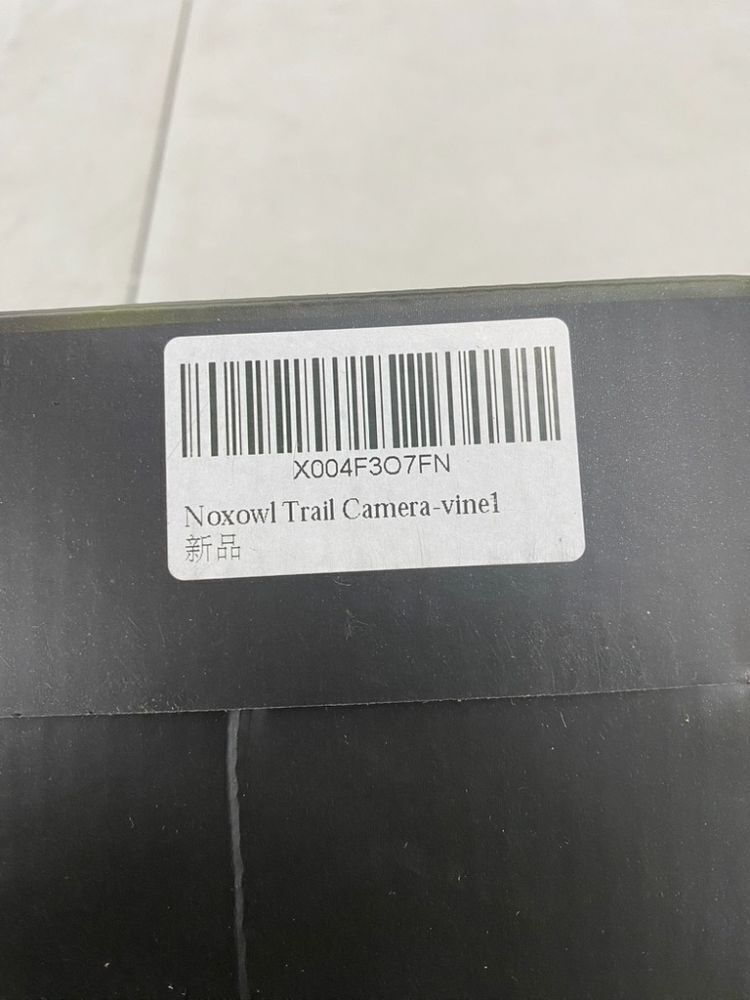 X004F3O7FN
Noxowl Trail Camera-vine1
新品